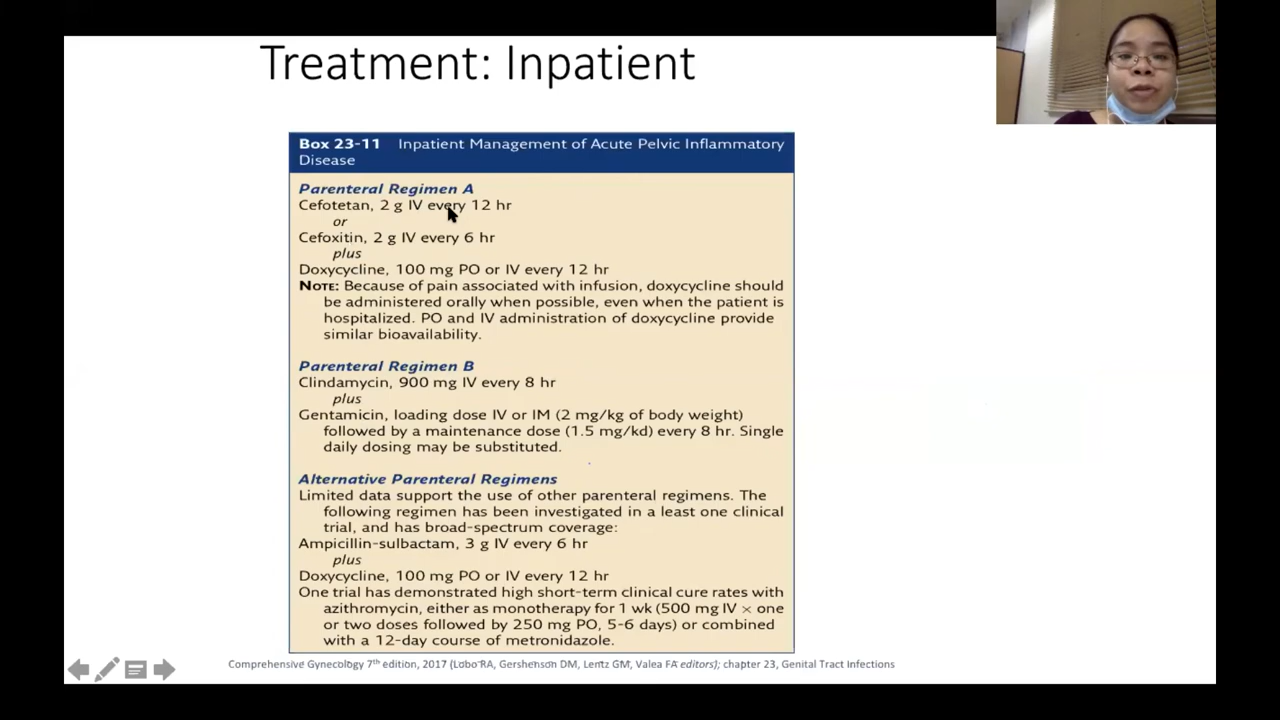 Treatment: Inpatient
Box 23-11 Inpatient Management of Acute Pelvic Inflammatory
Disease
Parenteral Regimen A
Cefotetan, 2 g IV every 12 hr
or
Cefoxitin, 2 g IV every 6 hr
plus
Doxycycline, 100 mg PO or IV every 12 hr
NOTE: Because of pain associated with infusion, doxycycline should
be administered orally when possible, even when the patient is
hospitalized. PO and IV administration of doxycycline provide
similar bioavailability.
Parenteral Regimen B
Clindamycin, 900 mg IV every 8 hr
plus
Gentamicin, loading dose IV or IM (2 mg/kg of body weight)
followed by a maintenance dose (1.5 mg/kd) every 8 hr. Single
daily dosing may be substituted.
Alternative Parenteral Regimens
Limited data support the use of other parenteral regimens. The
following regimen has been investigated in a least one clinical
trial, and has broad-spectrum coverage:
Ampicillin-sulbactam, 3 g IV every 6 hr
plus
Doxycycline, 100 mg PO or IV every 12 hr
One trial has demonstrated high short-term clinical cure rates with
azithromycin, either as monotherapy for 1 wk (500 mg IV × one
or two doses followed by 250 mg PO, 5-6 days) or combined
with a 12-day course of metronidazole.
Comprehensive Gynecology 7th edition, 2017 (Lobo RA, Gershenson DM, Lentz GM, Valea FA editors); chapter 23, Genital Tract Infections